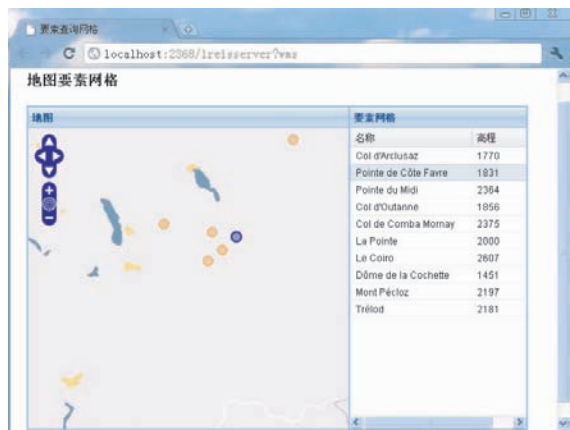 要素查询网格
localhost:2368/lreisserver?vms
地图要素网格
地图
要素网格
名称 高程
Col d'Arclusaz 1770
Pointe de Côte Favre 1831
Pointe du Midi 2364
Col d'Outanne 1856
Col de Comba Mornay 2375
La Pointe 2000
Le Coiro 2607
Dôme de la Cochette 1451
Mont Pécloz 2197
Trélod 2181